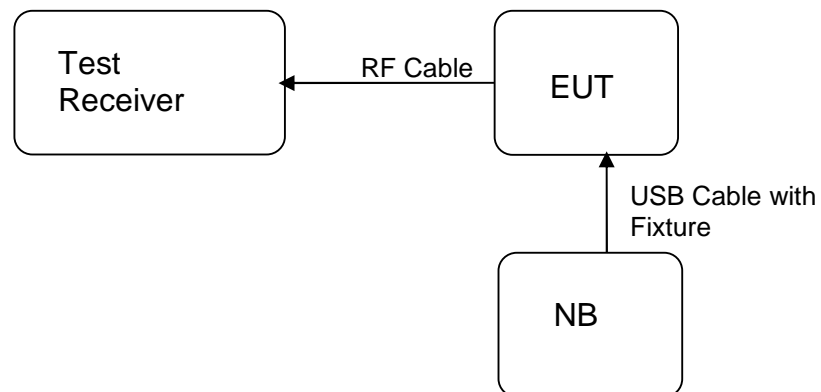 Test
Receiver
RF Cable
EUT
USB Cable with
Fixture
NB